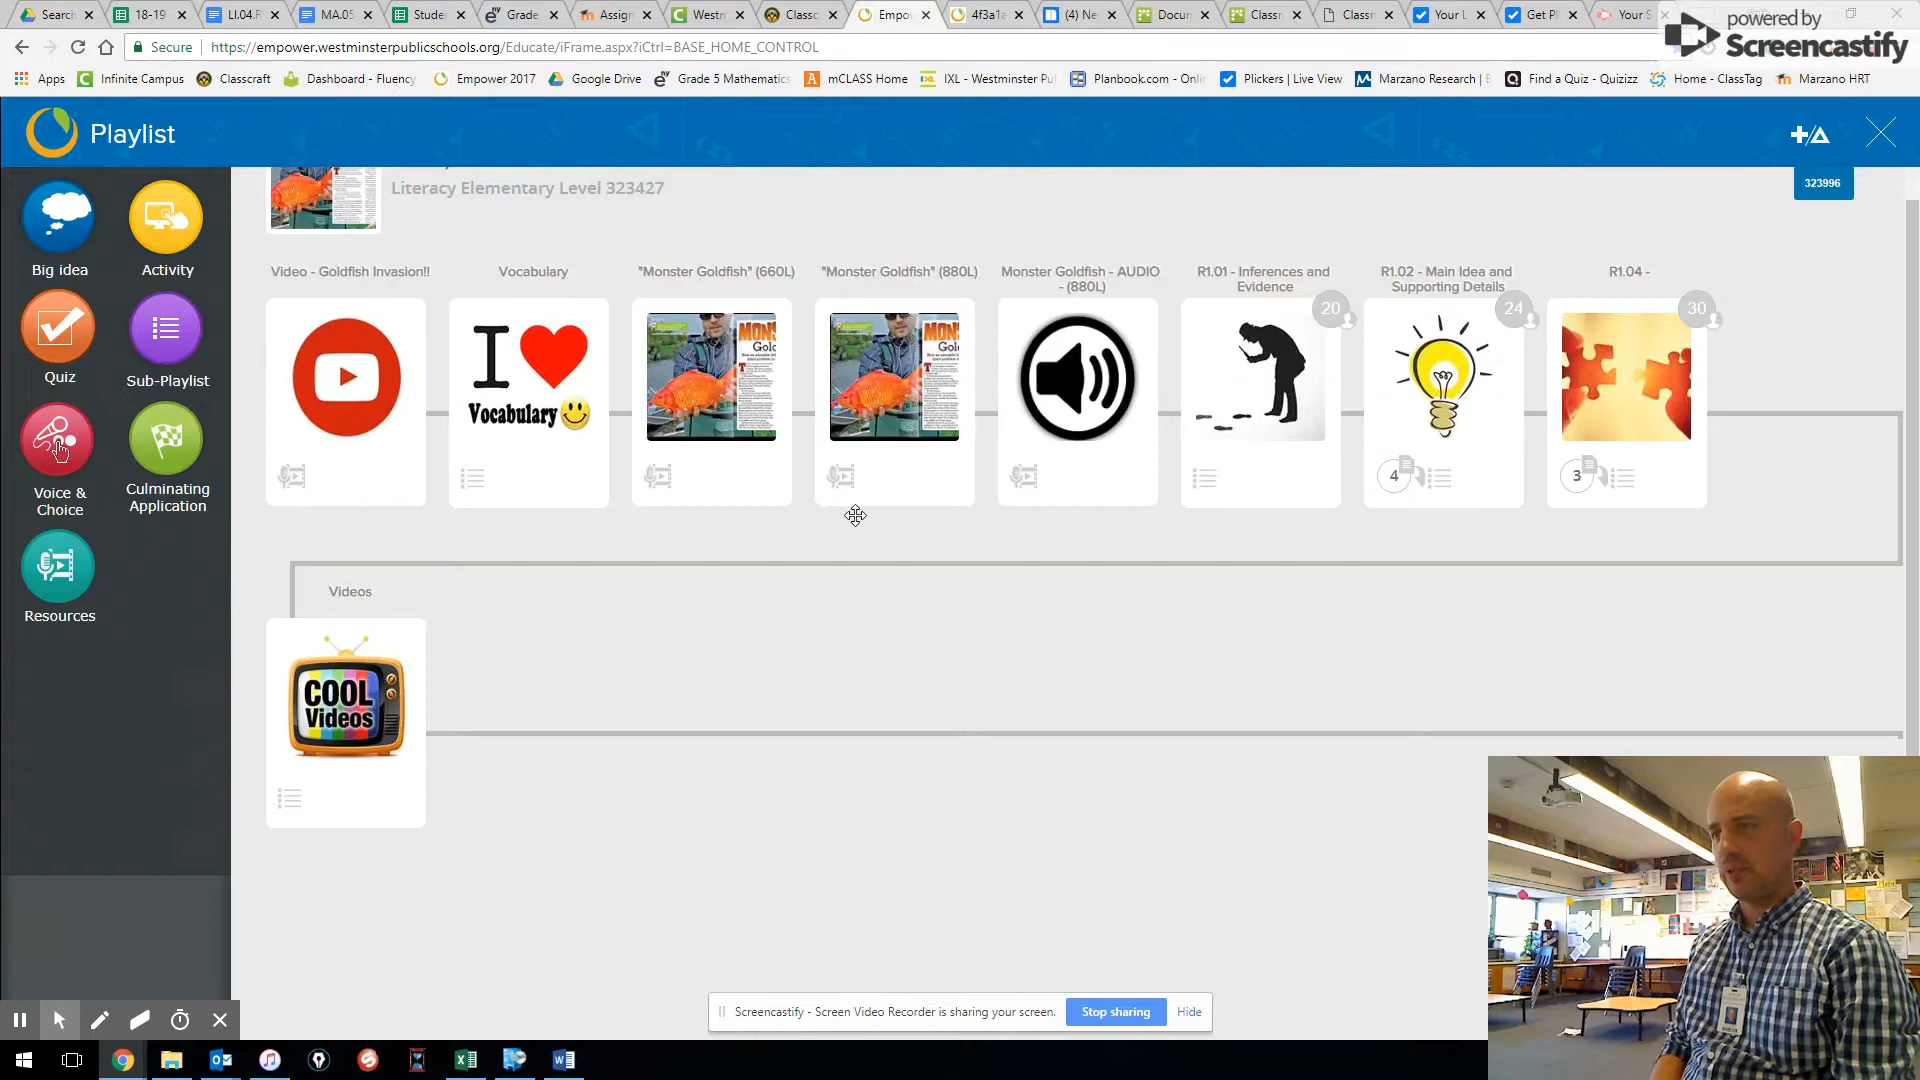 Search
18-19
LI.04.R
MA.05
Stude
Grade
Assign
Westn
Classc
Empo
4f3a1a
(4) Ne
Docum
Classr
Classr
Your L
Get Pl
Your S
powered by
Screencastify
Secure
https://empower.westminsterpublicschools.org/Educate/iFrame.aspx?iCtrl=BASE_HOME_CONTROL
Apps
Infinite Campus
Classcraft
Dashboard - Fluency
Empower 2017
Google Drive
Grade 5 Mathematics
mCLASS Home
IXL - Westminster Pu
Planbook.com - Onli
Plickers | Live View
Marzano Research |
Find a Quiz - Quizizz
Home - ClassTag
Marzano HRT
Playlist
Literacy Elementary Level 323427
323996
Big idea
Activity
Quiz
Sub-Playlist
Voice &
Choice
Culminating
Application
Resources
Video - Goldfish Invasion!!
Vocabulary
"Monster Goldfish" (660L)
"Monster Goldfish" (880L)
Monster Goldfish - AUDIO
- (880L)
R1.01 - Inferences and
Evidence
R1.02 - Main Idea and
Supporting Details
R1.04 -
20
24
30
I
Vocabulary
MON
Gol
MON
Gol
4
3
Videos
COOL
Videos
Screencastify - Screen Video Recorder is sharing your screen.
Stop sharing
Hide